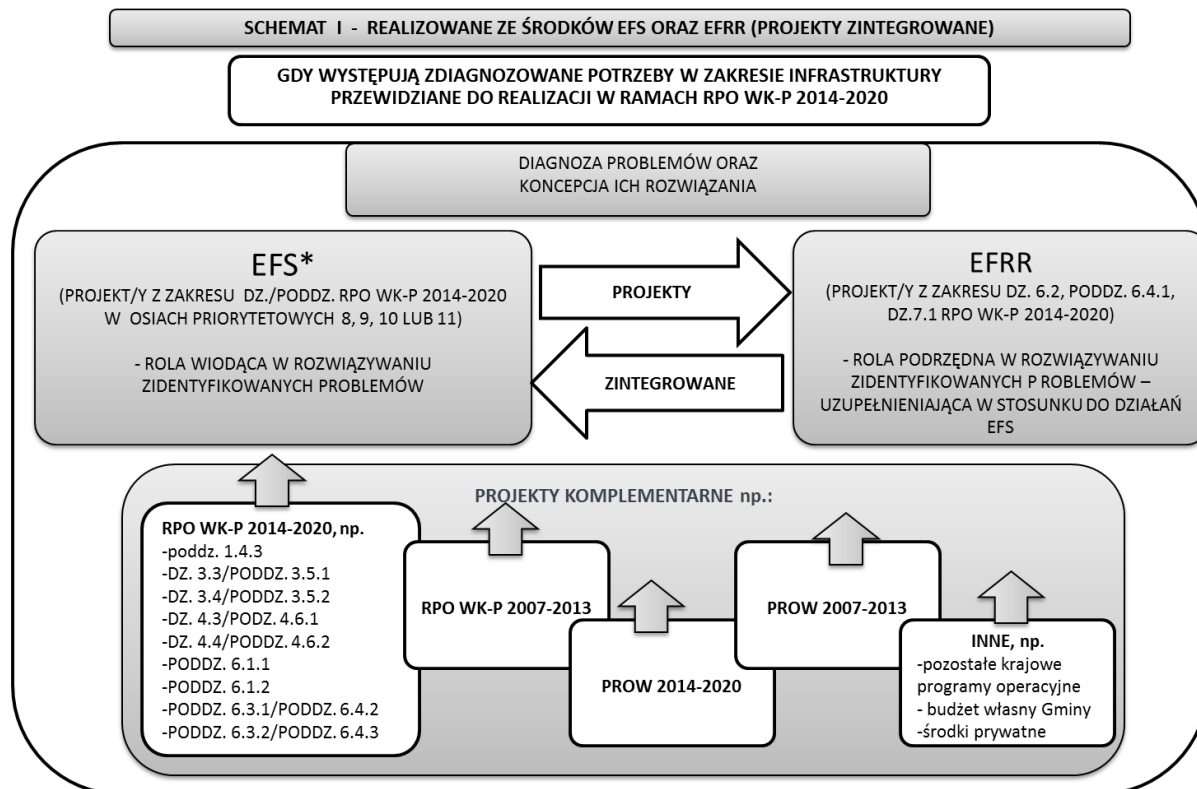 SCHEMAT I - REALIZOWANE ZE ŚRODKÓW EFS ORAZ EFRR (PROJEKTY ZINTEGROWANE)
GDY WYSTĘPUJĄ ZDIAGNOZOWANE POTRZEBY W ZAKRESIE INFRASTRUKTURY
PRZEWIDZIANE DO REALIZACJI W RAMACH RPO WK-P 2014-2020
DIAGNOZA PROBLEMÓW ORAZ
KONCEPCJA ICH ROZWIĄZANIA
EFS*
(PROJEKT/Y Z ZAKRESU DZ./PODDZ. RPO WK-P 2014-2020
W OSIACH PRIORYTETOWYCH 8, 9, 10 LUB 11)
- ROLA WIODĄCA W ROZWIĄZYWANIU
ZIDENTYFIKOWANYCH PROBLEMÓW
PROJEKTY
ZINTEGROWANE
EFRR
(PROJEKT/Y Z ZAKRESU DZ. 6.2, PODDZ. 6.4.1,
DZ.7.1 RPO WK-P 2014-2020)
- ROLA PODRZĘDNA W ROZWIĄZYWANIU
ZIDENTYFIKOWANYCH P ROBLEMÓW –
UZUPEŁNIENIAJĄCA W STOSUNKU DO DZIAŁAŃ
EFS
PROJEKTY KOMPLEMENTARNE np.:
RPO WK-P 2014-2020, np.
-poddz. 1.4.3
-DZ. 3.3/PODDZ. 3.5.1
-DZ. 3.4/PODDZ. 3.5.2
-DZ. 4.3/PODZ. 4.6.1
-DZ. 4.4/PODDZ. 4.6.2
-PODDZ. 6.1.1
-PODDZ. 6.1.2
-PODDZ. 6.3.1/PODDZ. 6.4.2
-PODDZ. 6.3.2/PODDZ. 6.4.3
RPO WK-P 2007-2013
PROW 2014-2020
PROW 2007-2013
INNE, np.
-pozostałe krajowe
programy operacyjne
- budżet własny Gminy
-środki prywatne